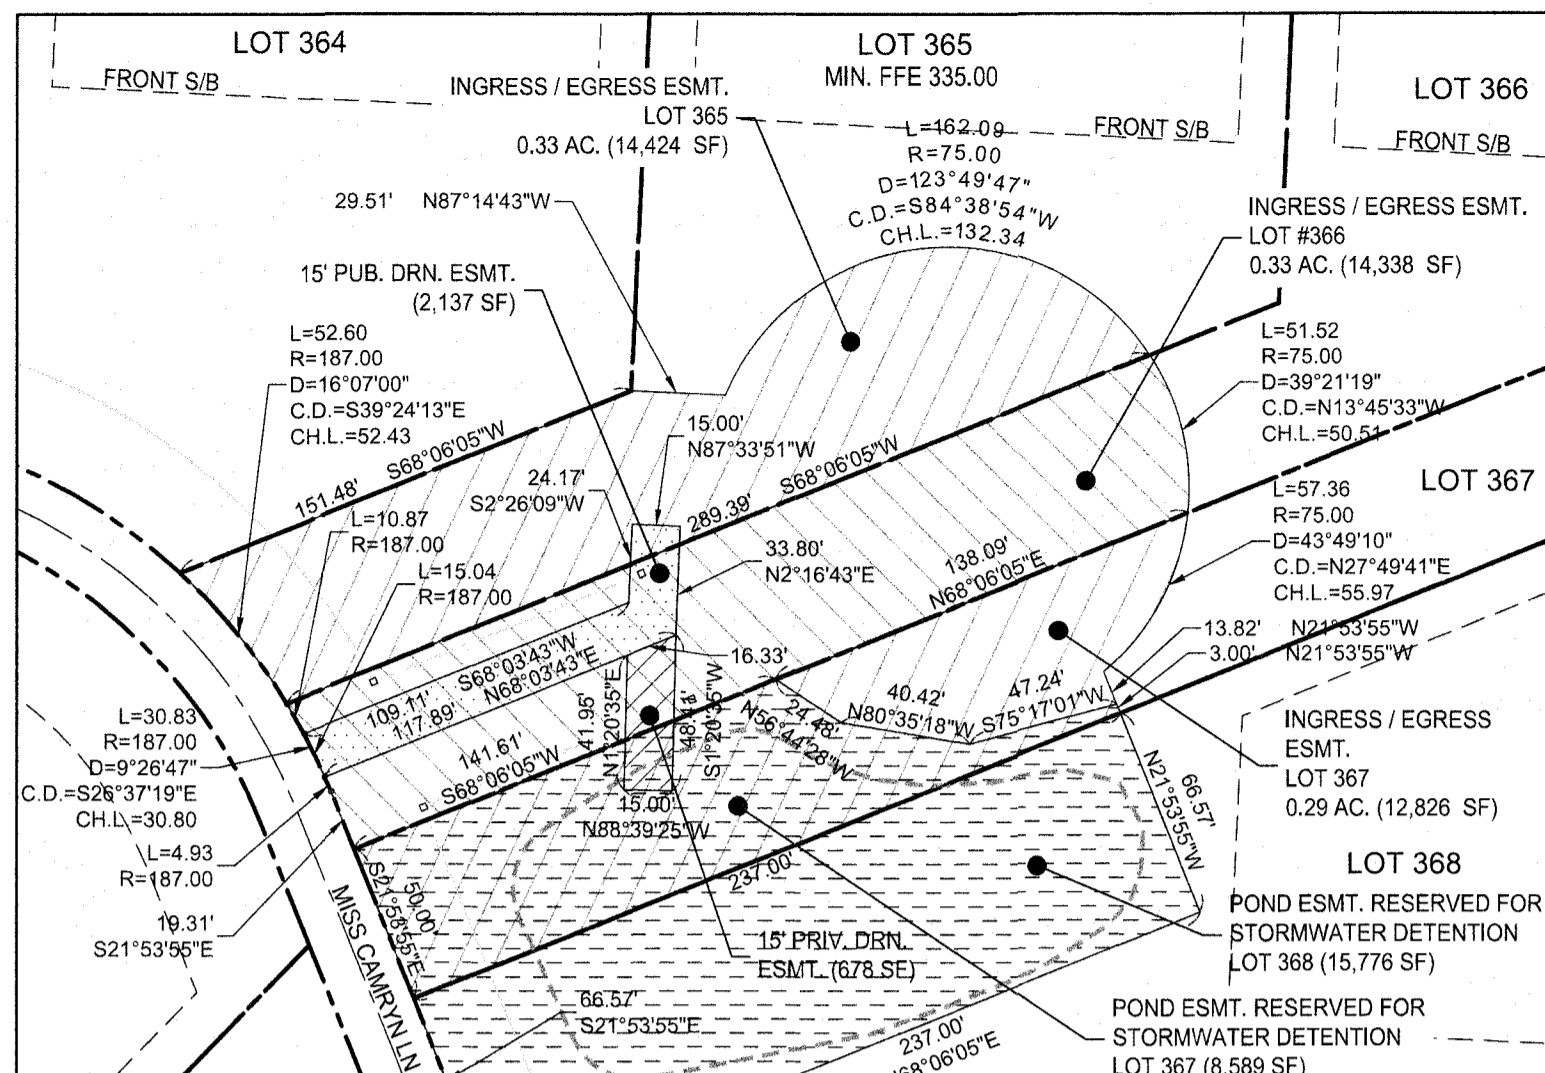 LOT 364
FRONT S/B
LOT 365
MIN. FFE 335.00
FRONT S/B
LOT 366
FRONT S/B
INGRESS / EGRESS ESMT.
LOT 365
0.33 AC. (14,424 SF)
L=162.09
R=75.00
D=123°49'47"
C.D.=S84°38'54"W
CH.L.=132.34
29.51' N87°14'43"W
INGRESS / EGRESS ESMT.
LOT #366
0.33 AC. (14,338 SF)
15' PUB. DRN. ESMT.
(2,137 SF)
L=52.60
R=187.00
D=16°07'00"
C.D.=S39°24'13"E
CH.L.=52.43
L=51.52
R=75.00
D=39°21'19"
C.D.=N13°45'33"W
CH.L.=50.51
15.00'
N87°33'51"W
24.17'
S2°26'09"W
151.48' S68°06'05"W
289.39' S68°06'05"W
LOT 367
L=10.87
R=187.00
L=15.04
R=187.00
33.80'
N2°16'43"E
138.09'
N68°06'05"E
L=57.36
R=75.00
D=43°49'10"
C.D.=N27°49'41"E
CH.L.=55.97
13.82' N21°53'55"W
3.00' N21°53'55"W
109.11' S68°03'43"W
117.89' N68°03'43"E
16.33'
41.95'
N1°20'35"E
48.41'
S1°20'35"W
24.48'
N56°44'28"W
40.42'
N80°35'18"W
47.24'
S75°17'01"W
L=30.83
R=187.00
D=9°26'47"
C.D.=S26°37'19"E
CH.L.=30.80
141.61'
S68°06'05"W
15.00'
N88°39'25"W
INGRESS / EGRESS
ESMT.
LOT 367
0.29 AC. (12,826 SF)
66.57'
N21°53'55"W
L=4.93
R=187.00
237.00'
LOT 368
19.31'
S21°53'55"E
50.00'
S21°53'55"E
MISS CAMRYN LN
15' PRIV. DRN.
ESMT. (678 SF)
POND ESMT. RESERVED FOR
STORMWATER DETENTION
LOT 368 (15,776 SF)
66.57'
S21°53'55"E
237.00'
N68°06'05"E
POND ESMT. RESERVED FOR
STORMWATER DETENTION
LOT 367 (8,589 SF)